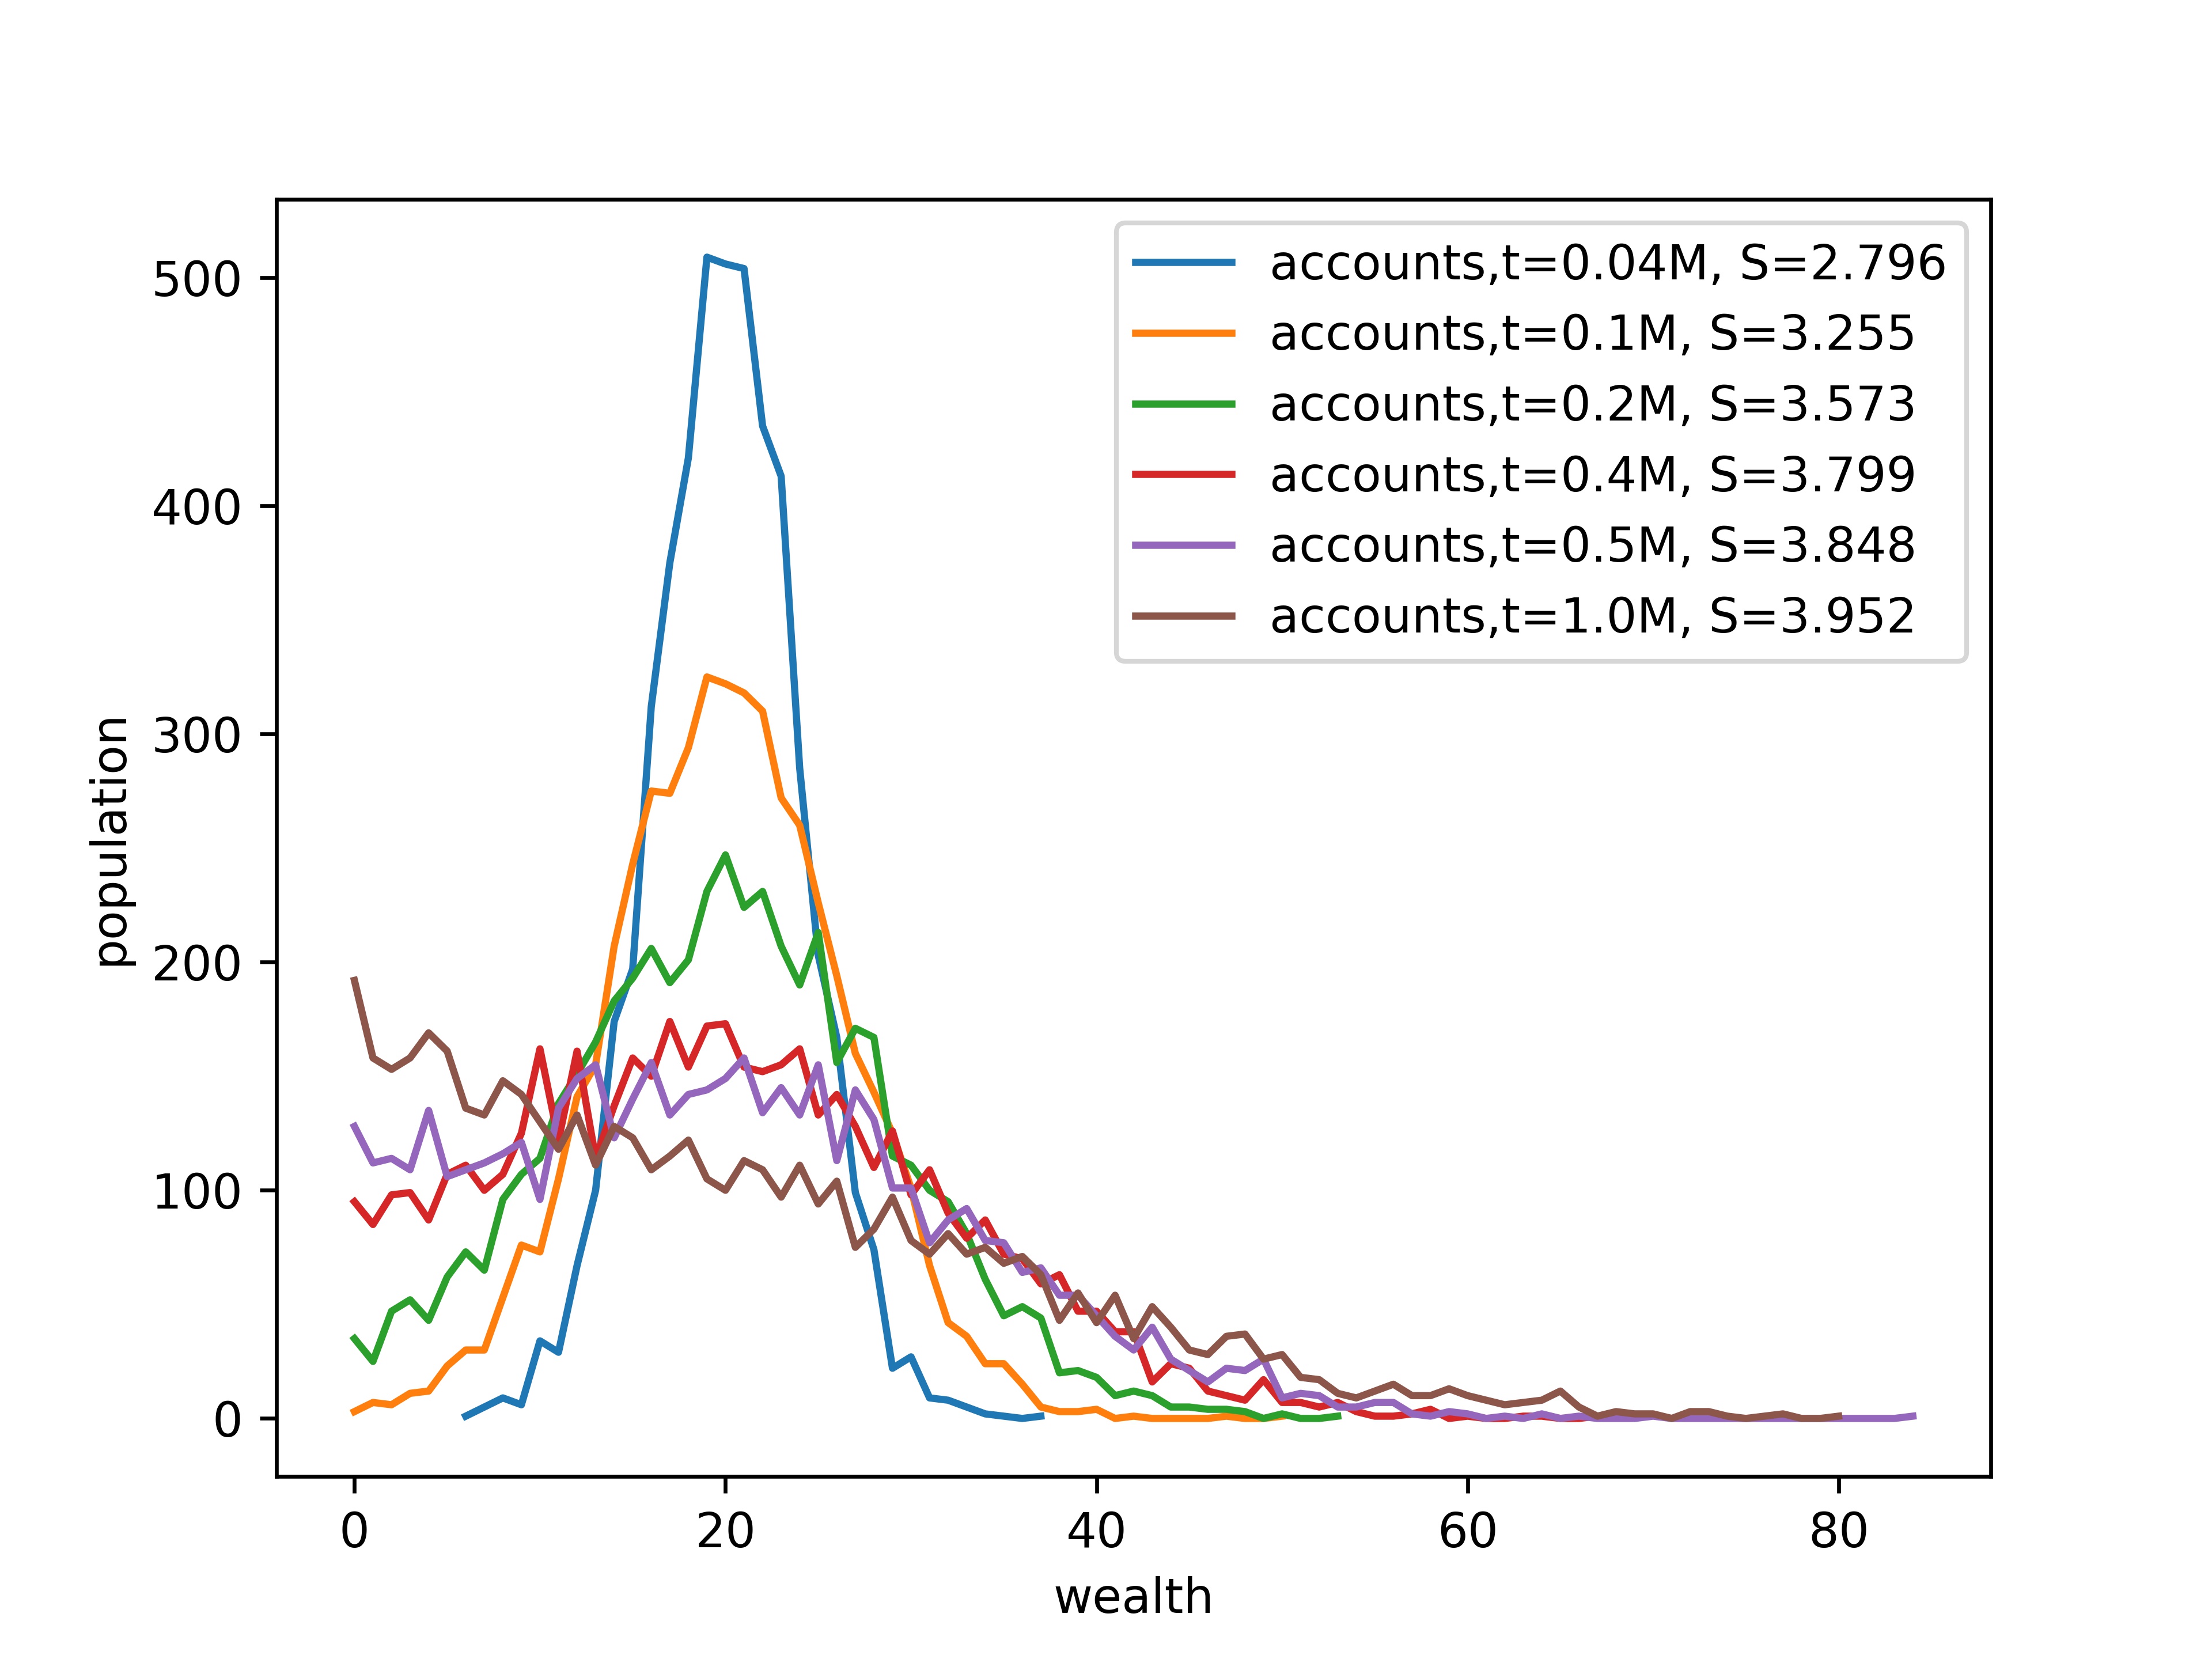 accounts,t=0.04M, S=2.796
accounts,t=0.1M, S=3.255
accounts,t=0.2M, S=3.573
accounts,t=0.4M, S=3.799
accounts,t=0.5M, S=3.848
accounts,t=1.0M, S=3.952
population
500
400
300
200
100
0
0 20 40 60 80
wealth